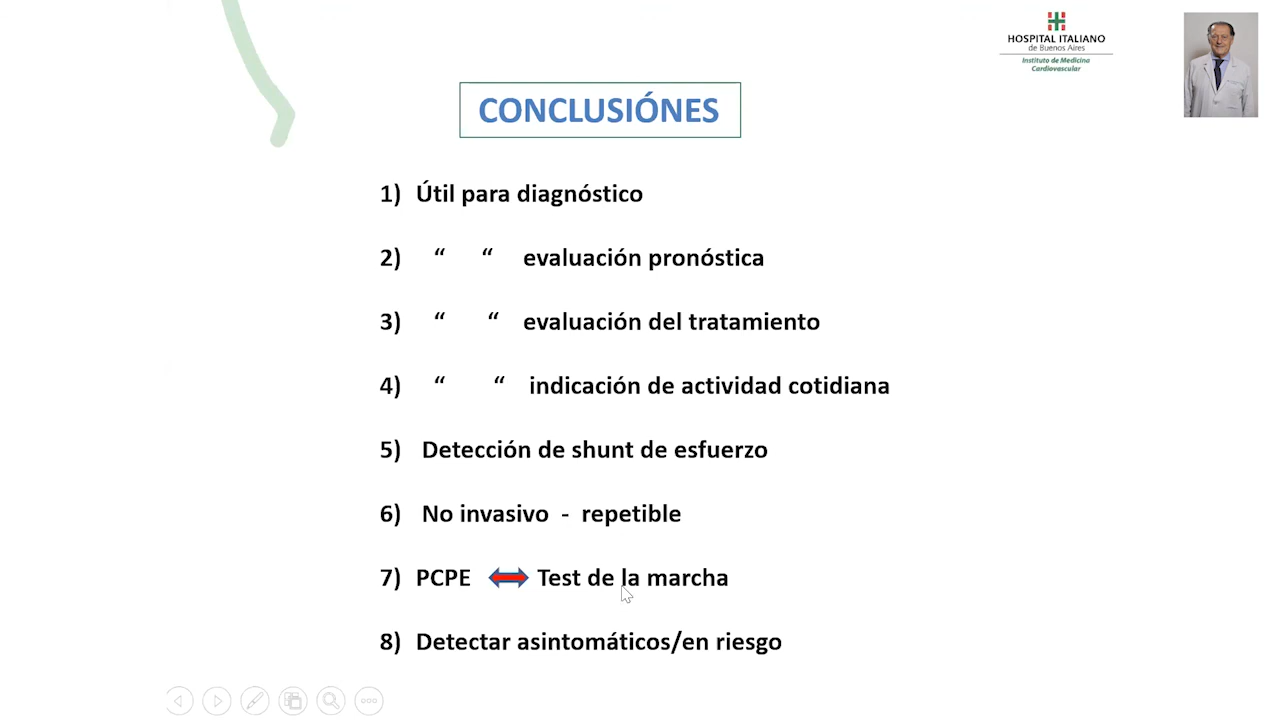 HOSPITAL ITALIANO
de Buenos Aires
Instituto de Medicina
Cardiovascular
CONCLUSIÓNES
1) Útil para diagnóstico
2) “ “ evaluación pronóstica
3) “ “ evaluación del tratamiento
4) “ “ indicación de actividad cotidiana
5) Detección de shunt de esfuerzo
6) No invasivo - repetible
7) PCPE Test de la marcha
8) Detectar asintomáticos/en riesgo